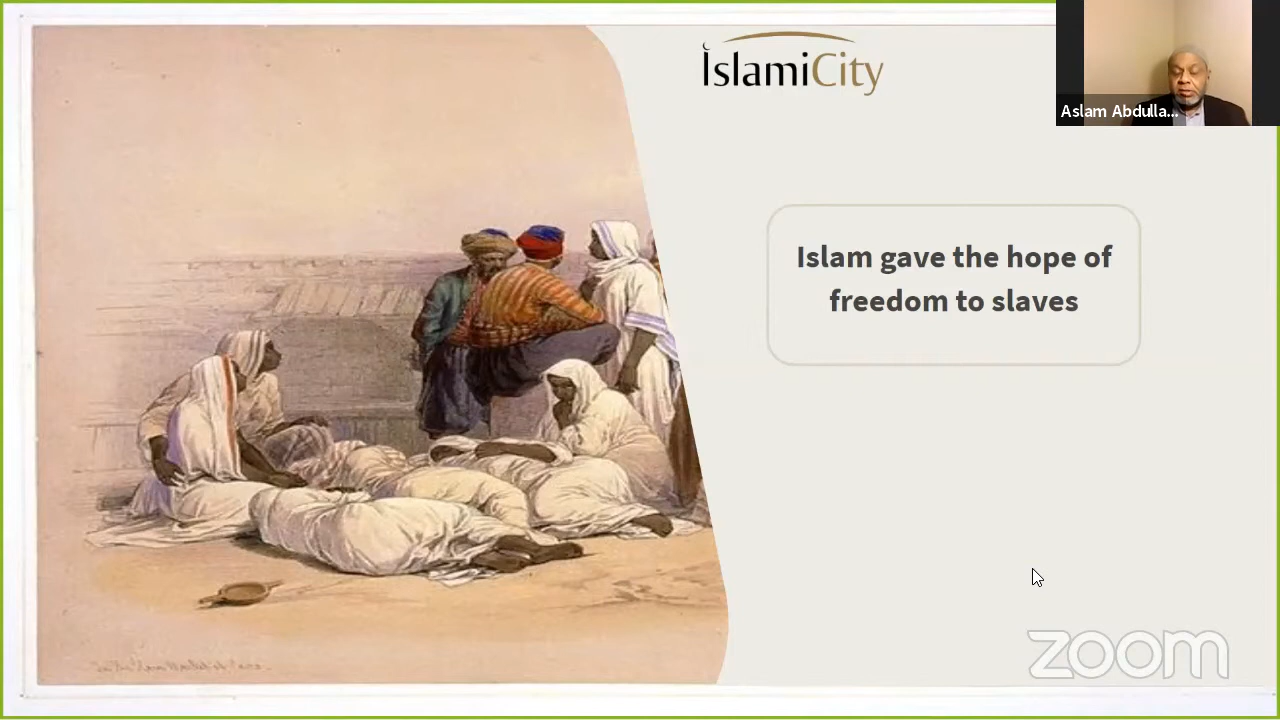 IslamiCity
Aslam Abdulla...
Islam gave the hope of
freedom to slaves
zoom